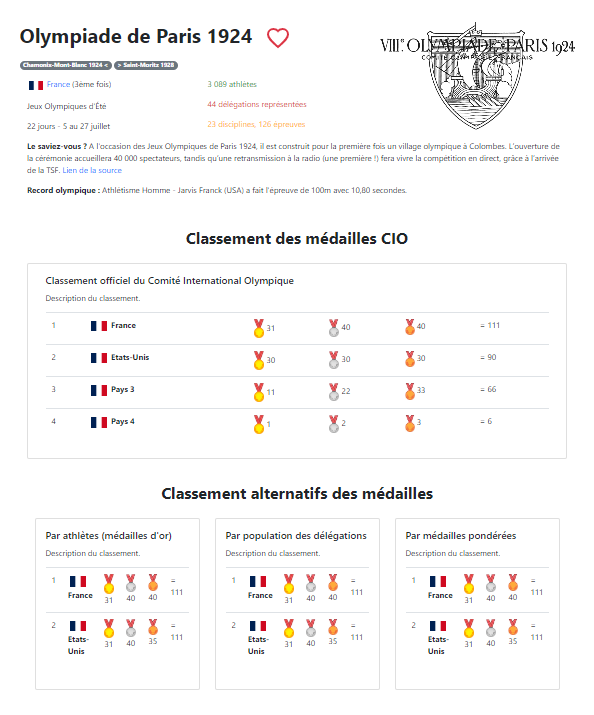 Olympiade de Paris 1924
VIIIE. OLYMPIADE PARIS 1924
COMITÉ OLYMPIQUE FRANÇAIS
Chamonix-Mont-Blanc 1924 < > Saint-Moritz 1928
France (3ème fois) 3 089 athlètes
Jeux Olympiques d'Été 44 délégations représentées
22 jours - 5 au 27 juillet 23 disciplines, 126 épreuves
Le saviez-vous ? A l'occasion des Jeux Olympiques de Paris 1924, il est construit pour la première fois un village olympique à Colombes. L'ouverture de
la cérémonie accueillera 40 000 spectateurs, tandis qu'une retransmission à la radio (une première !) fera vivre la compétition en direct, grâce à l'arrivée
de la TSF. Lien de la source
Record olympique : Athlétisme Homme - Jarvis Franck (USA) a fait l'épreuve de 100m avec 10,80 secondes.
Classement des médailles CIO
Classement officiel du Comité International Olympique
Description du classement.
1 France 31 40 40 = 111
2 Etats-Unis 30 30 30 = 90
3 Pays 3 11 22 33 = 66
4 Pays 4 1 2 3 = 6
Classement alternatifs des médailles
Par athlètes (médailles d'or)
Description du classement.
1 France 31 40 40 = 111
2 Etats-Unis 31 40 35 = 111
Par population des délégations
Description du classement.
1 France 31 40 40 = 111
2 Etats-Unis 31 40 35 = 111
Par médailles pondérées
Description du classement.
1 France 31 40 40 = 111
2 Etats-Unis 31 40 35 = 111